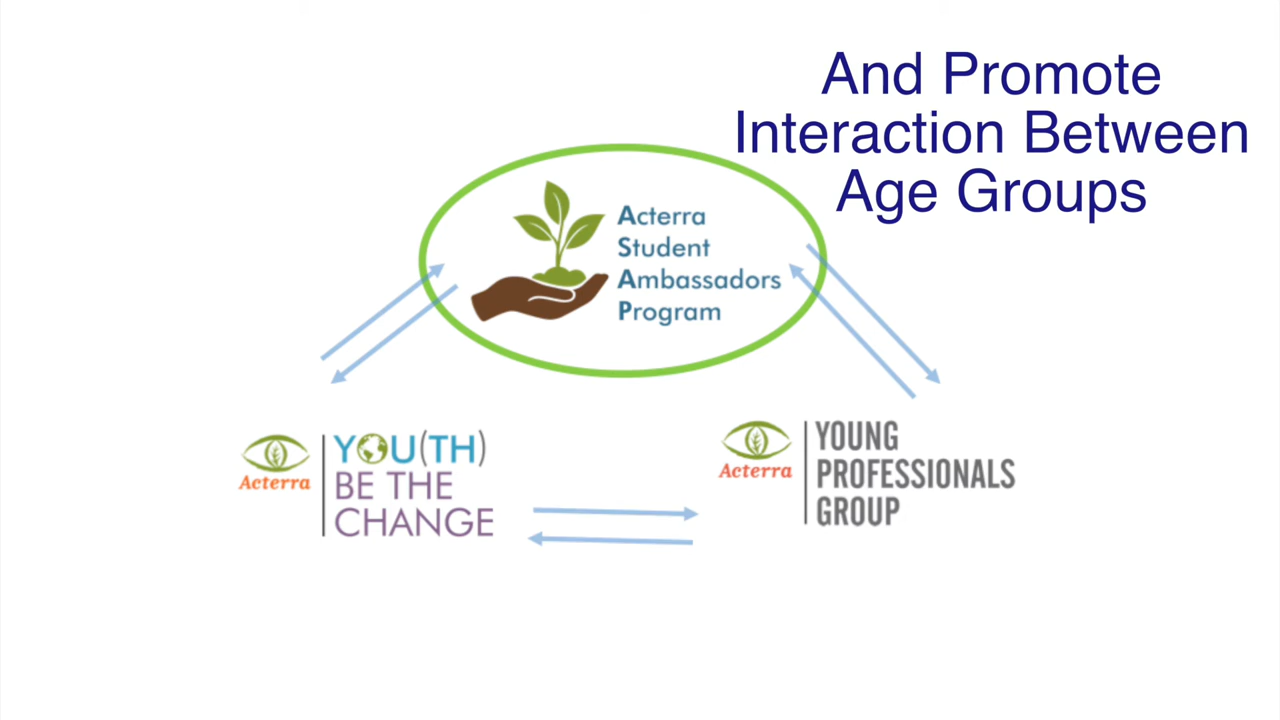 And Promote
Interaction Between
Age Groups
Acterra
Student
Ambassadors
Program
Acterra
YOU(TH)
BE THE
CHANGE
Acterra
YOUNG
PROFESSIONALS
GROUP